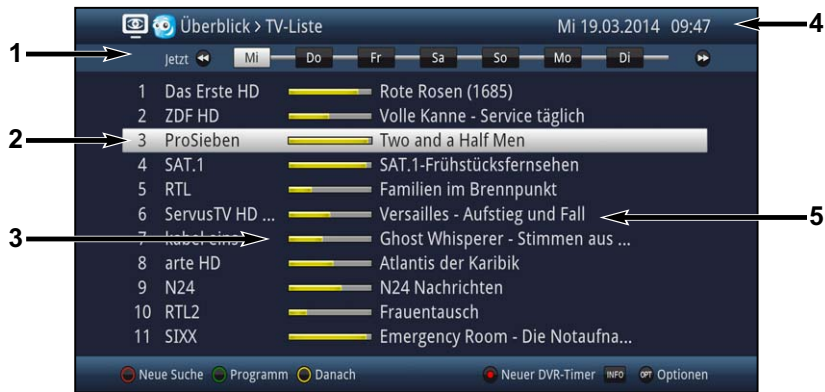 Überblick > TV-Liste Mi 19.03.2014 09:47
4
1
Jetzt Mi Do Fr Sa So Mo Di
1 Das Erste HD Rote Rosen (1685)
2 ZDF HD Volle Kanne - Service täglich
2
3 ProSieben Two and a Half Men
4 SAT.1 SAT.1-Frühstücksfernsehen
5 RTL Familien im Brennpunkt
6 ServusTV HD ... Versailles - Aufstieg und Fall
5
3
7 kabel eins Ghost Whisperer - Stimmen aus ...
8 arte HD Atlantis der Karibik
9 N24 N24 Nachrichten
10 RTL2 Frauentausch
11 SIXX Emergency Room - Die Notaufna...
Neue Suche Programm Danach Neuer DVR-Timer INFO OPT Optionen